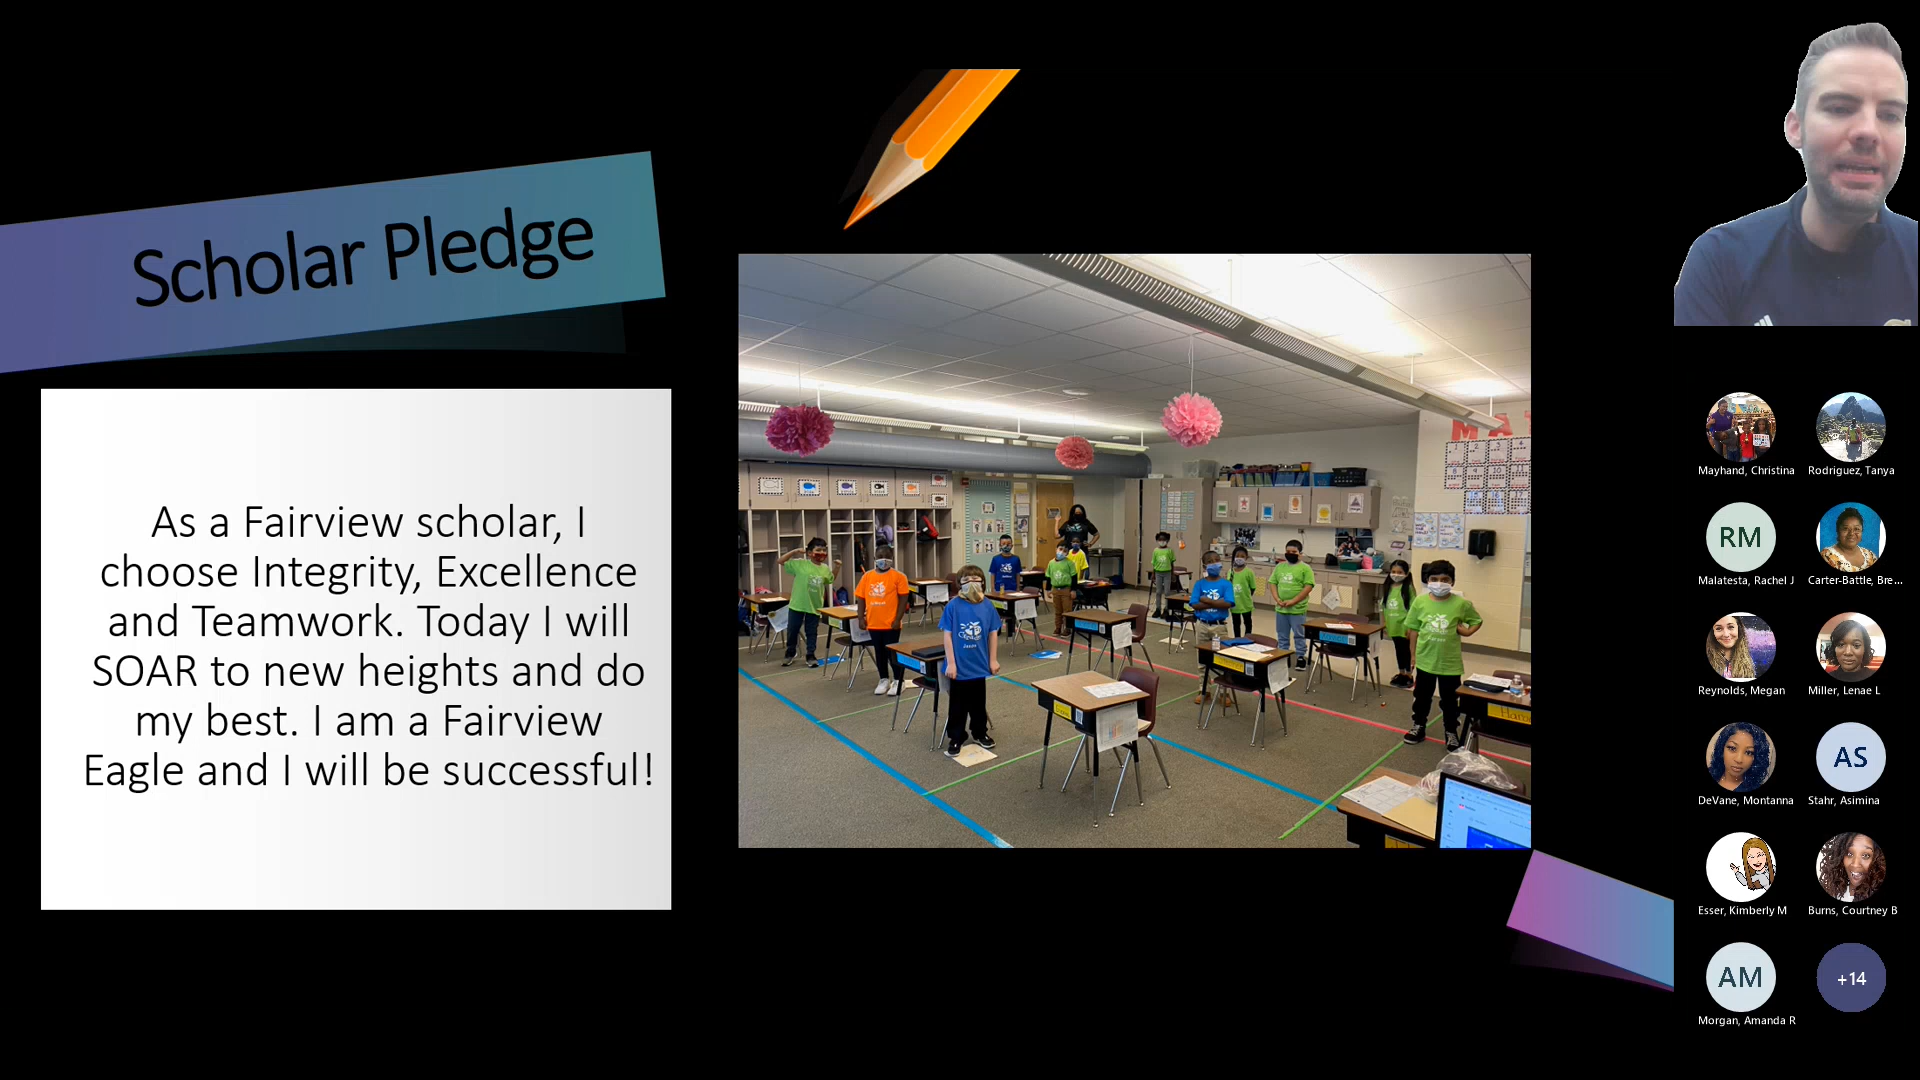 Scholar Pledge
As a Fairview scholar, I
choose Integrity, Excellence
and Teamwork. Today I will
SOAR to new heights and do
my best. I am a Fairview
Eagle and I will be successful!
Mayhand, Christina
Rodriguez, Tanya
RM
Malatesta, Rachel J
Carter-Battle, Bre...
Reynolds, Megan
Miller, Lenae L
DeVane, Montanna
AS
Stahr, Asimina
Esser, Kimberly M
Burns, Courtney B
AM
Morgan, Amanda R
+14